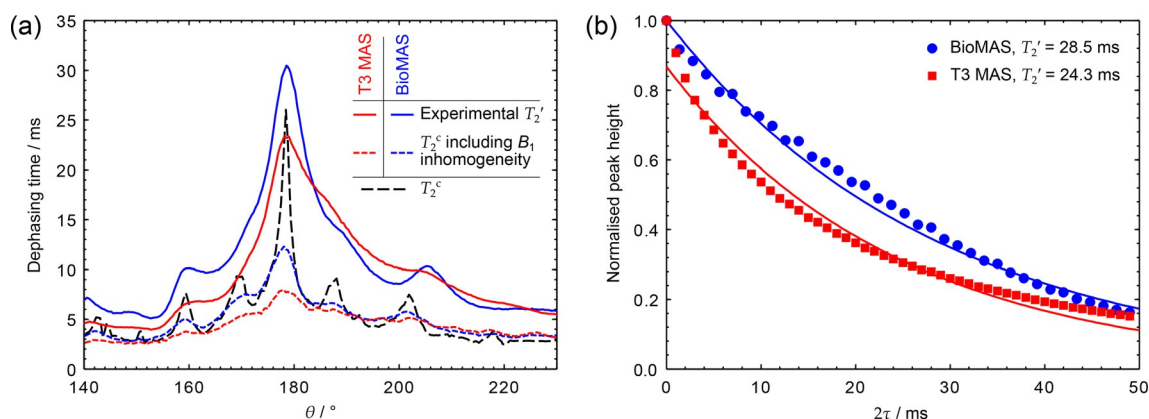 (a)
35
30
25
20
15
10
5
0
Dephasing time / ms
140
160
180
200
220
θ / °
T3 MAS
BioMAS
Experimental T₂′
T₂ᶜ including B₁
inhomogeneity
T₂ᶜ
(b)
1.0
0.8
0.6
0.4
0.2
0.0
Normalised peak height
0
10
20
30
40
50
2τ / ms
BioMAS, T₂′ = 28.5 ms
T3 MAS, T₂′ = 24.3 ms